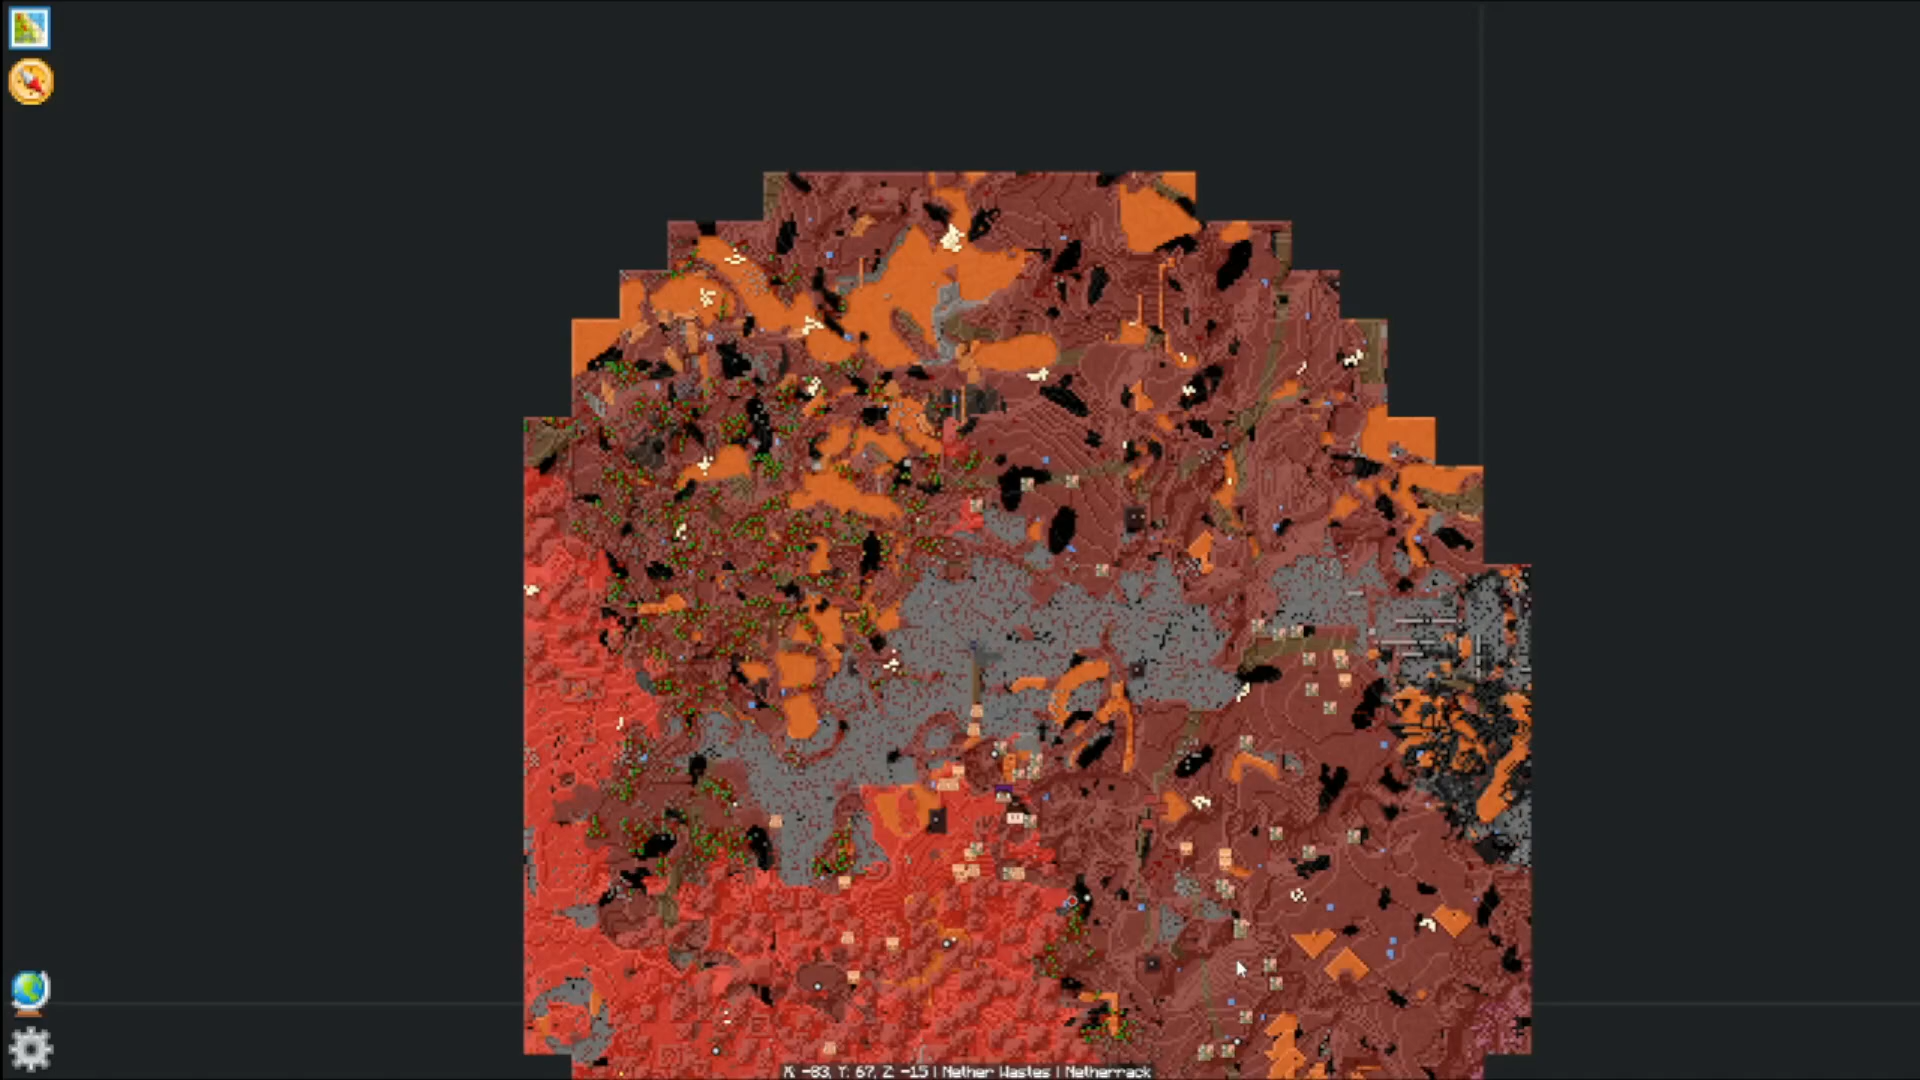 X: -83, Y: 67, Z: -15 | Nether Wastes | Netherrack